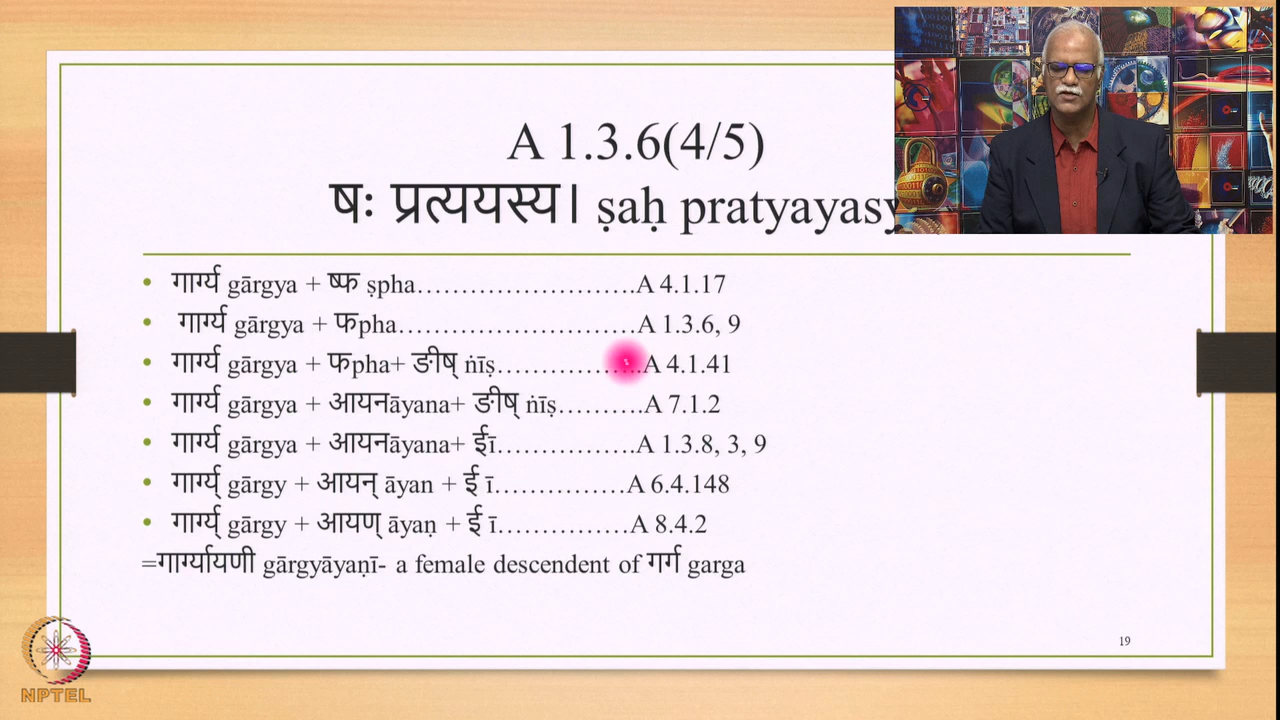 A 1.3.6(4/5)
षः प्रत्ययस्य। ṣaḥ pratyayasy
• गार्ग्य gārgya + ष्फ ṣpha……………………….A 4.1.17
• गार्ग्य gārgya + फpha…………………………A 1.3.6, 9
• गार्ग्य gārgya + फpha+ ङीष् ṅīṣ……………….A 4.1.41
• गार्ग्य gārgya + आयनāyana+ ङीष् ṅīṣ……….A 7.1.2
• गार्ग्य gārgya + आयनāyana+ ईī…………….A 1.3.8, 3, 9
• गार्ग्य् gārgy + आयन् āyan + ई ī……………A 6.4.148
• गार्ग्य् gārgy + आयण् āyaṇ + ई ī……………A 8.4.2
=गार्ग्यायणी gārgyāyaṇī- a female descendent of गर्ग garga
19
NPTEL